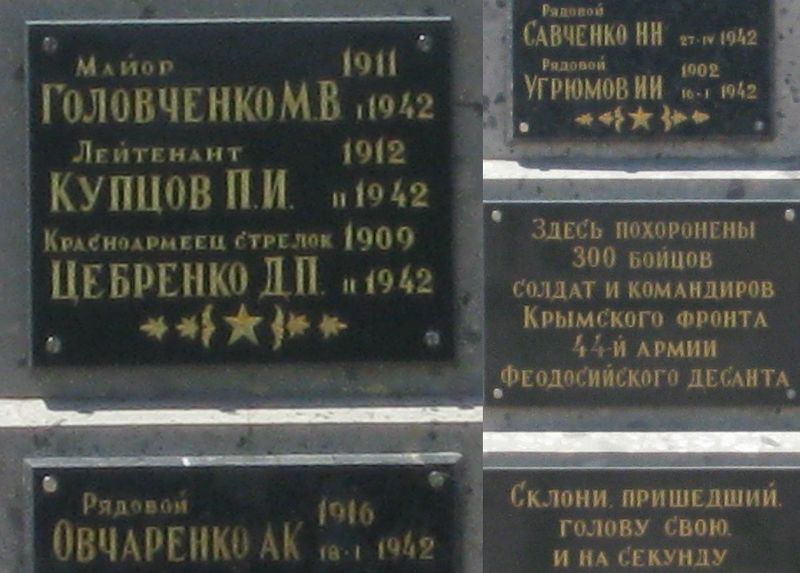 Майор 1911
Головченко М.В I 1942
Лейтенант 1912
Купцов П.И. II 1942
Красноармеец стрелок 1909
Цебренко Д.П. II 1942
Рядовой 1916
Овчаренко А К 18·I 1942
Рядовой
Савченко НН 27·IV 1942
Рядовой 1902
Угрюмов ИИ 1942
Здесь похоронены
300 бойцов
солдат и командиров
Крымского фронта
44-й армии
Феодосийского десанта
Склони, пришедший,
голову свою.
и на секунду